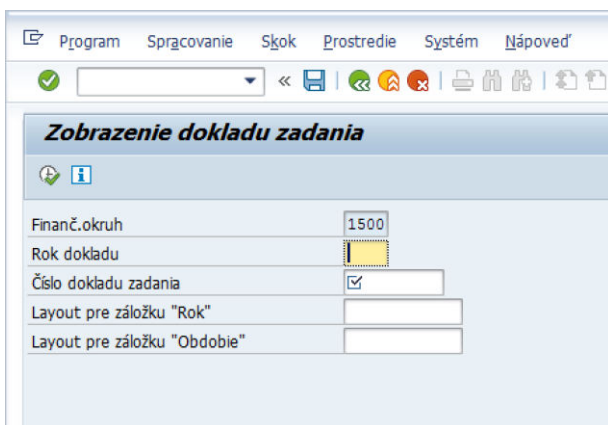 Program Spracovanie Skok Prostredie Systém Nápoveď
Zobrazenie dokladu zadania
Finanč.okruh 1500
Rok dokladu
Číslo dokladu zadania
Layout pre záložku "Rok"
Layout pre záložku "Obdobie"